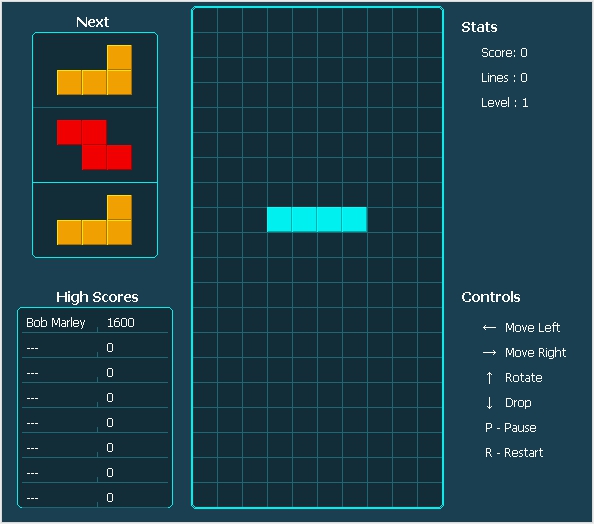 Next
High Scores
Bob Marley 1600
--- 0
--- 0
--- 0
--- 0
--- 0
--- 0
--- 0
Stats
Score: 0
Lines : 0
Level : 1
Controls
← Move Left
→ Move Right
↑ Rotate
↓ Drop
P - Pause
R - Restart